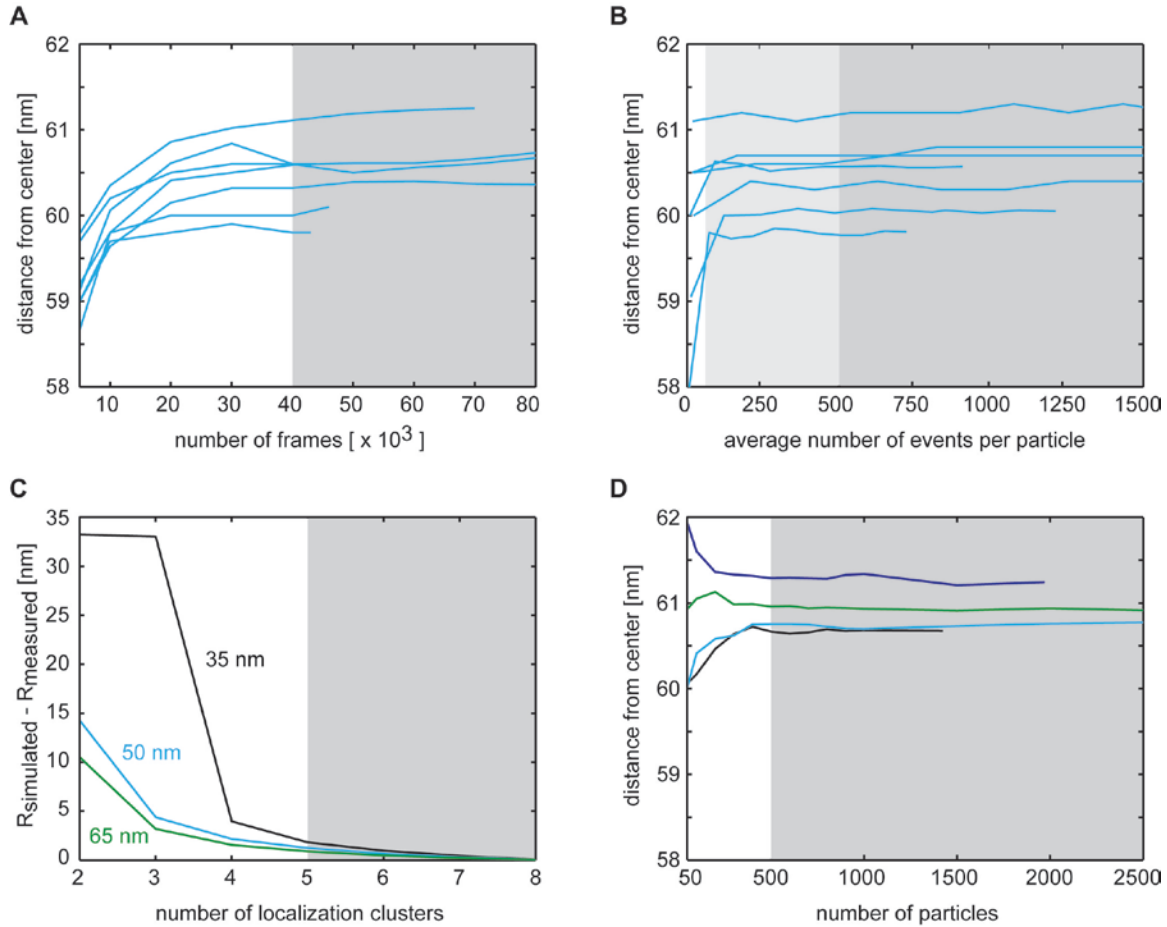 A
62
61
60
59
58
distance from center [nm]
10 20 30 40 50 60 70 80
number of frames [ x 10³ ]
B
62
61
60
59
58
distance from center [nm]
0 250 500 750 1000 1250 1500
average number of events per particle
C
35
30
25
20
15
10
5
0
Rsimulated - Rmeasured [nm]
35 nm
50 nm
65 nm
2 3 4 5 6 7 8
number of localization clusters
D
62
61
60
59
58
distance from center [nm]
50 500 1000 1500 2000 2500
number of particles